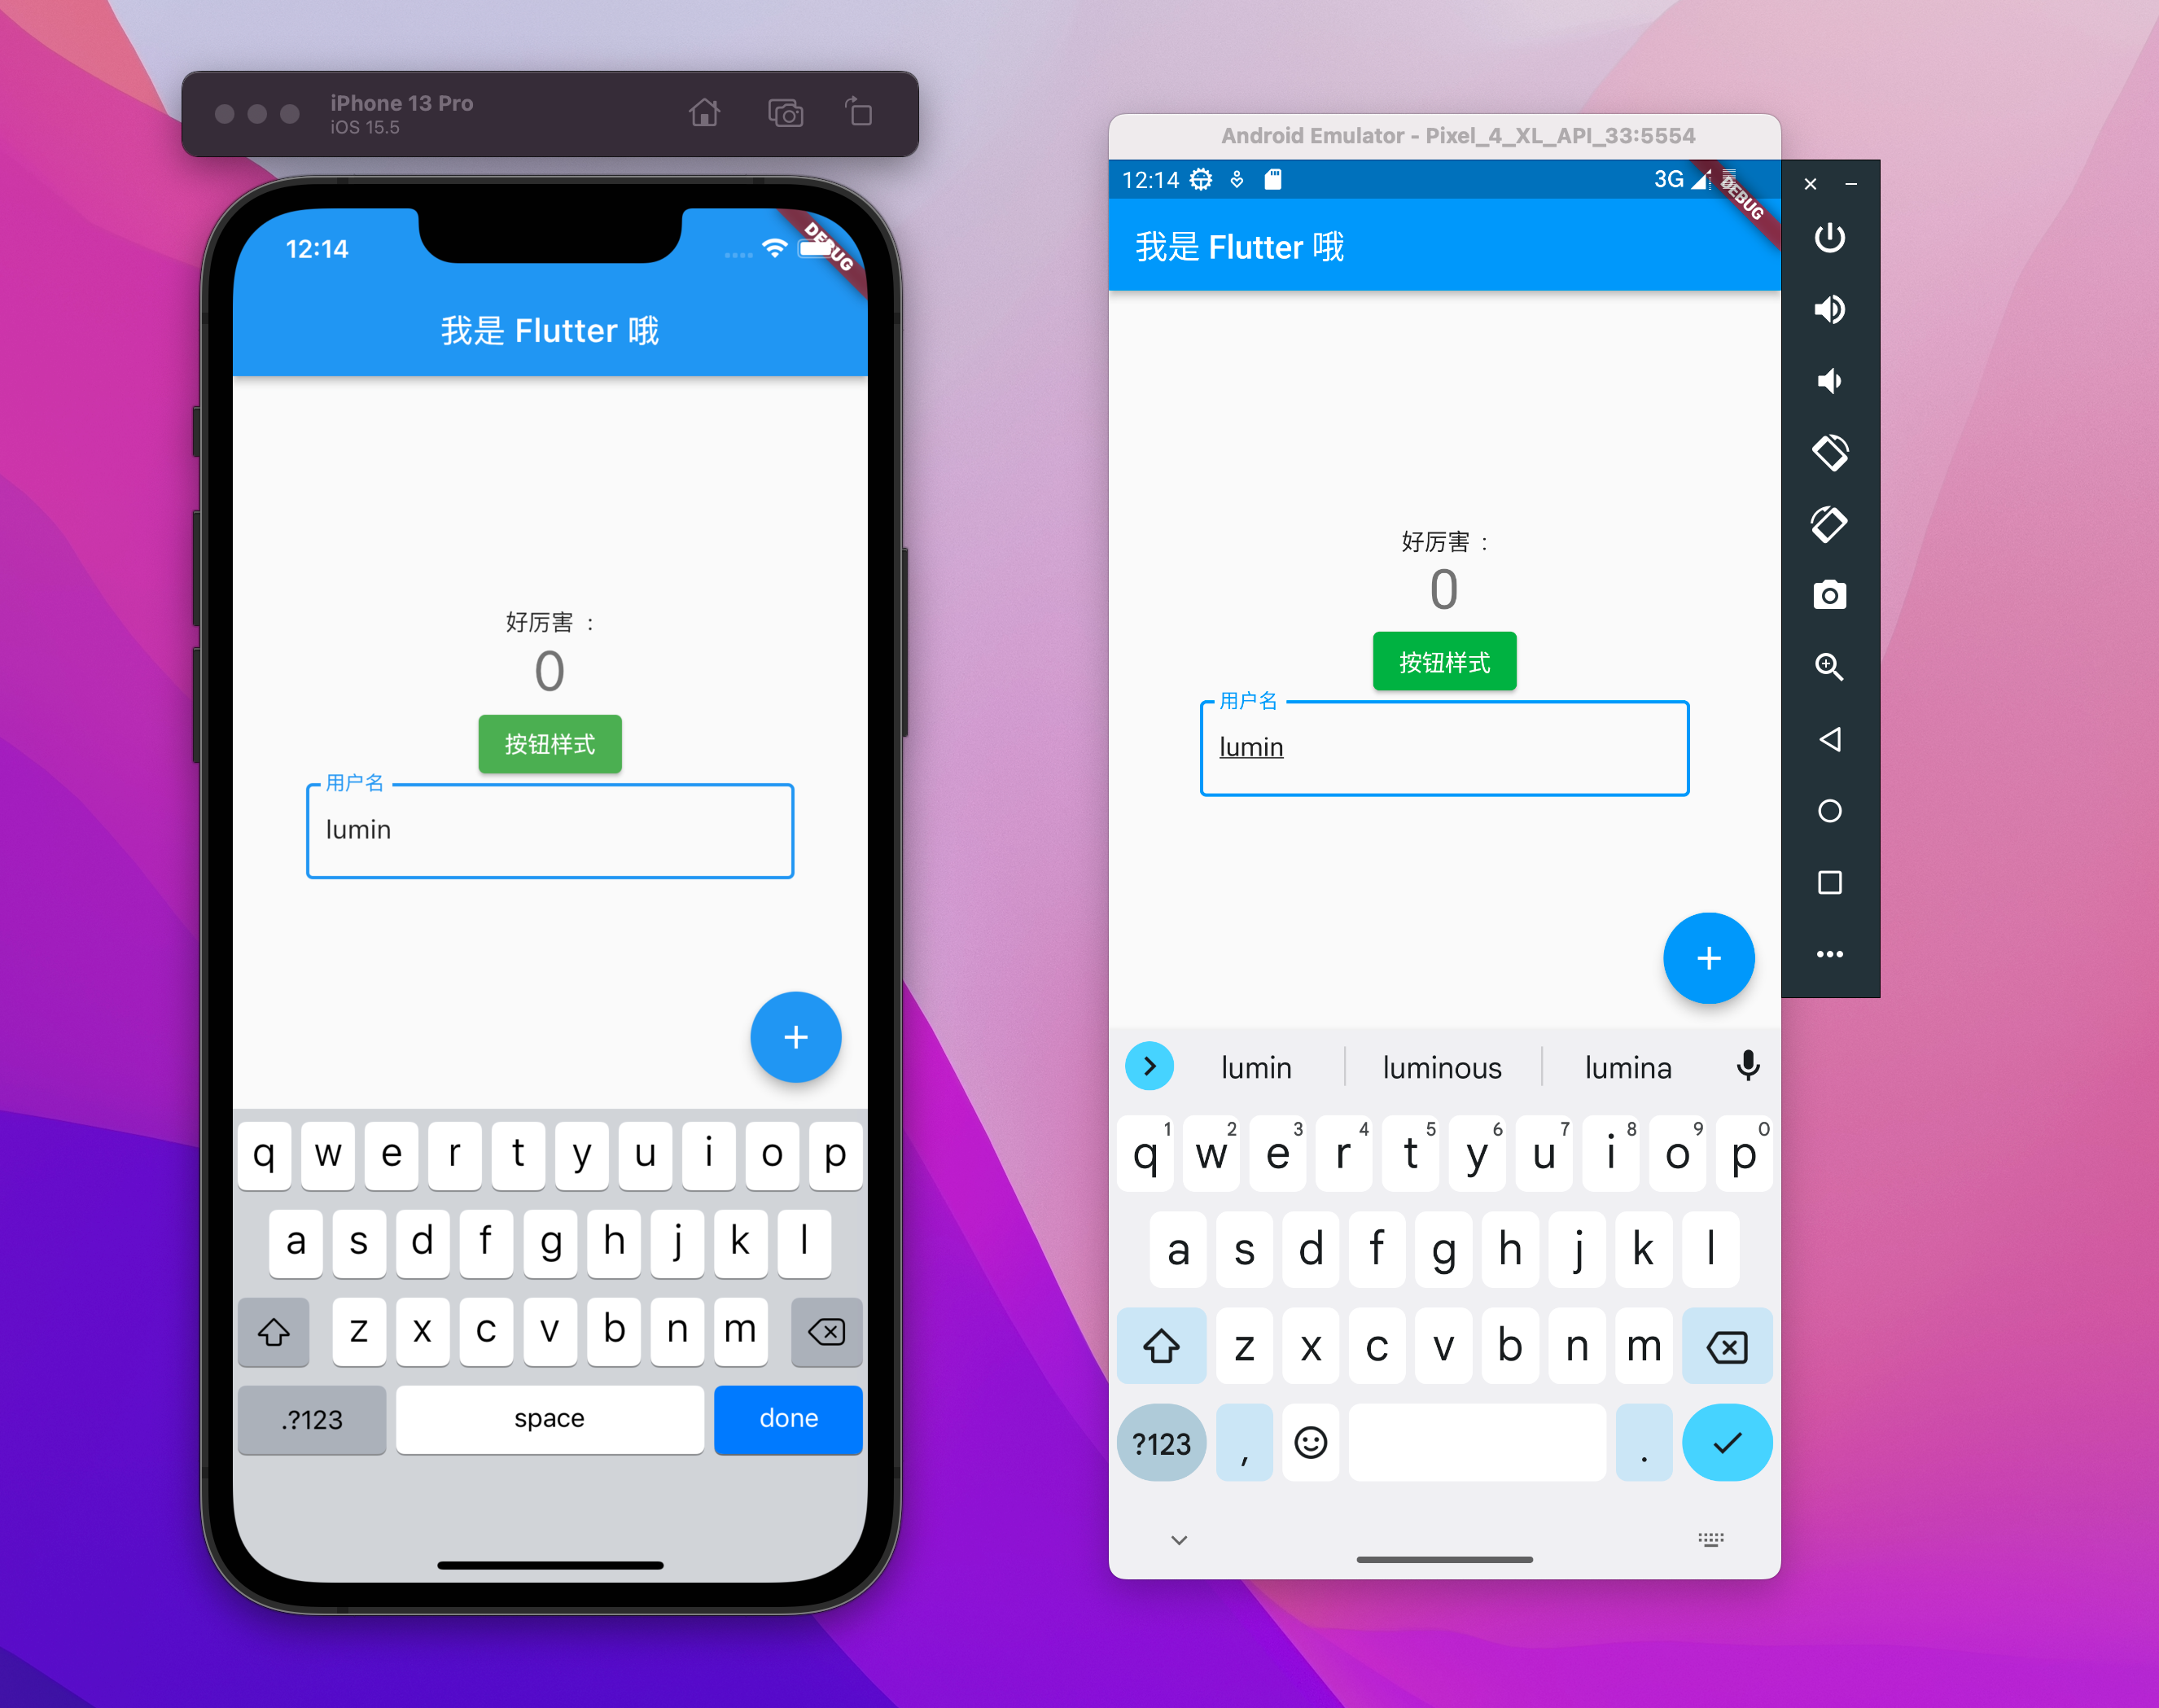 iPhone 13 Pro
iOS 15.5
12:14
DEBUG
我是 Flutter 哦
好厉害 :
0
按钮样式
用户名
lumin
+
q w e r t y u i o p
a s d f g h j k l
z x c v b n m
.?123 space done
Android Emulator - Pixel_4_XL_API_33:5554
12:14 3G
DEBUG
我是 Flutter 哦
好厉害 :
0
按钮样式
用户名
lumin
+
lumin luminous lumina
1 2 3 4 5 6 7 8 9 0
q w e r t y u i o p
a s d f g h j k l
z x c v b n m
?123 , .